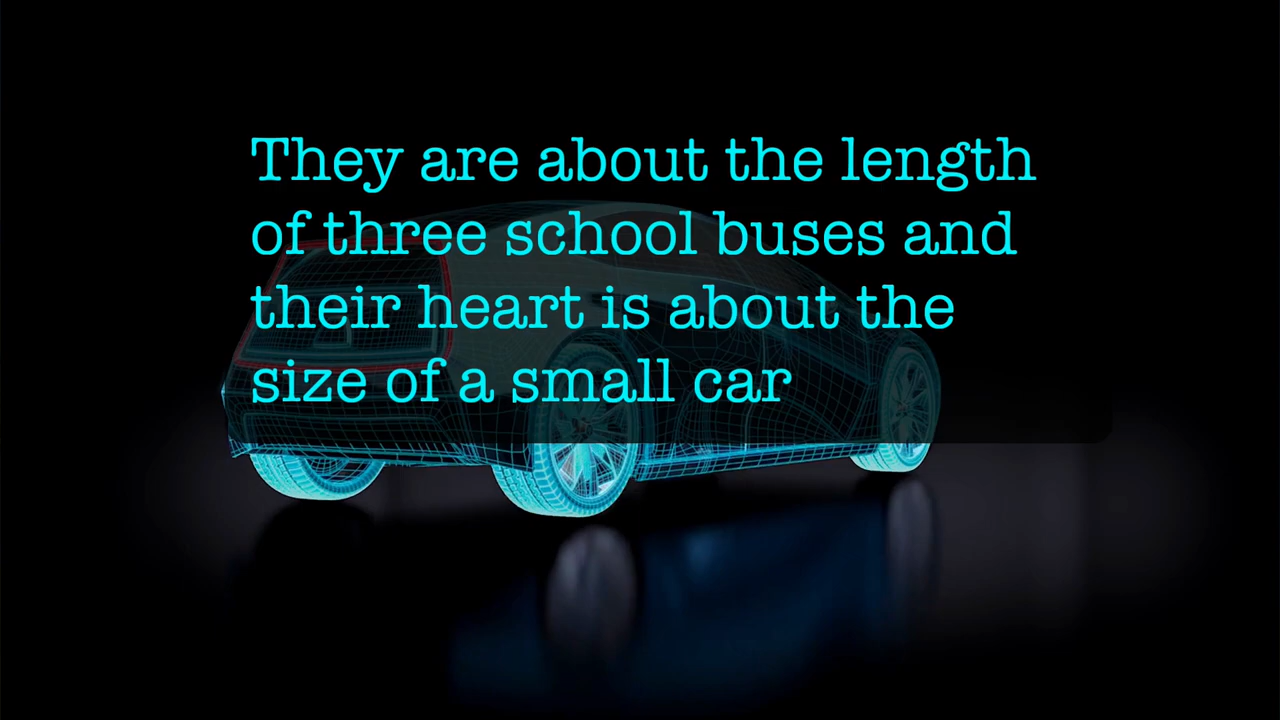 They are about the length
of three school buses and
their heart is about the
size of a small car